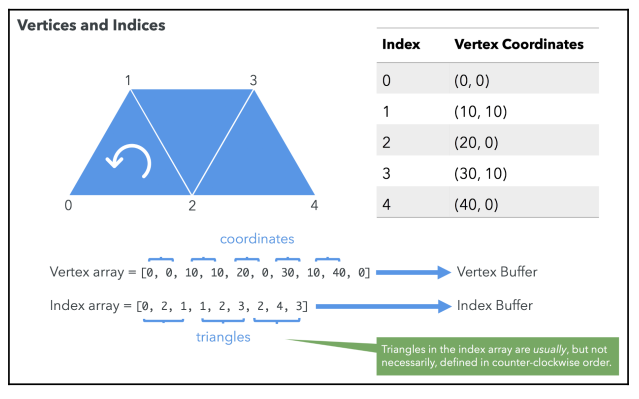 Vertices and Indices
Index Vertex Coordinates
0 (0, 0)
1 (10, 10)
2 (20, 0)
3 (30, 10)
4 (40, 0)
1 3
0 2 4
coordinates
Vertex array = [0, 0, 10, 10, 20, 0, 30, 10, 40, 0] Vertex Buffer
Index array = [0, 2, 1, 1, 2, 3, 2, 4, 3] Index Buffer
triangles
Triangles in the index array are usually, but not
necessarily, defined in counter-clockwise order.